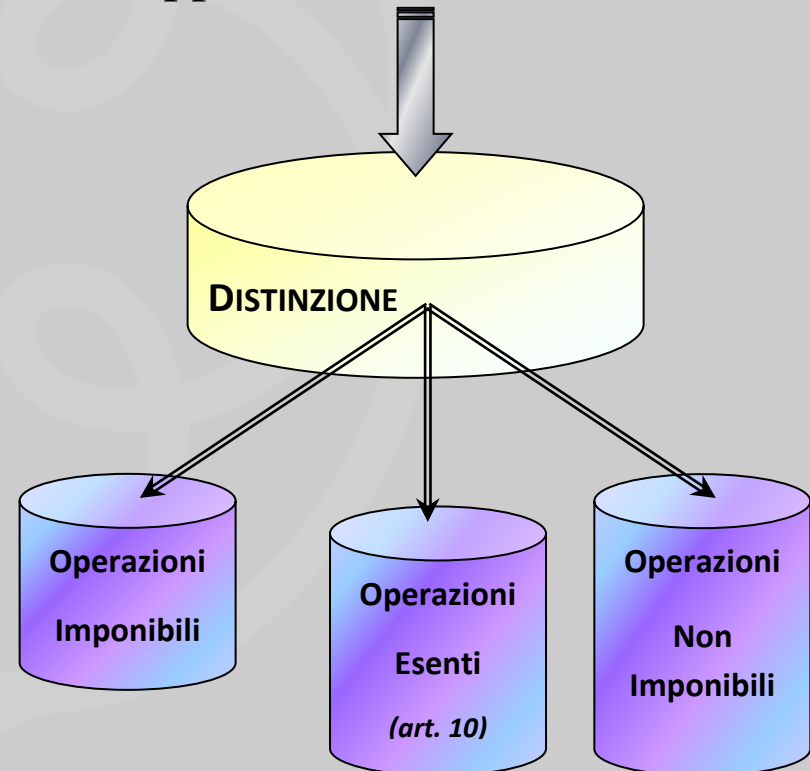 DISTINZIONE
Operazioni
Imponibili
Operazioni
Esenti
(art. 10)
Operazioni
Non
Imponibili